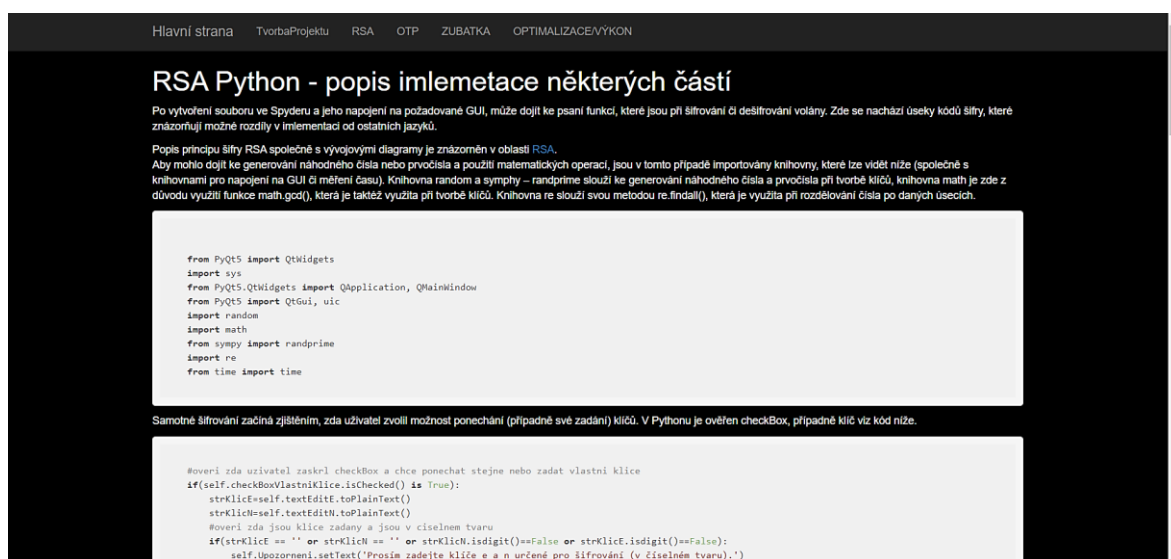 Hlavní strana TvorbaProjektu RSA OTP ZUBATKA OPTIMALIZACE/VÝKON
RSA Python - popis imlemetace některých částí
Po vytvoření souboru ve Spyderu a jeho napojení na požadované GUI, může dojít ke psaní funkcí, které jsou při šifrování či dešifrování volány. Zde se nachází úseky kódů šifry, které
znázorňují možné rozdíly v imlementaci od ostatních jazyků.
Popis principu šifry RSA společně s vývojovými diagramy je znázorněn v oblasti RSA.
Aby mohlo dojít ke generování náhodného čísla nebo prvočísla a použití matematických operací, jsou v tomto případě importovány knihovny, které lze vidět níže (společně s
knihovnami pro napojení na GUI či měření času). Knihovna random a symphy – randprime slouží ke generování náhodného čísla a prvočísla při tvorbě klíčů, knihovna math je zde z
důvodu využití funkce math.gcd(), která je taktéž využita při tvorbě klíčů. Knihovna re slouží svou metodou re.findall(), která je využita při rozdělování čísla po daných úsecích.
from PyQt5 import QtWidgets
import sys
from PyQt5.QtWidgets import QApplication, QMainWindow
from PyQt5 import QtGui, uic
import random
import math
from sympy import randprime
import re
from time import time
Samotné šifrování začíná zjištěním, zda uživatel zvolil možnost ponechání (případně své zadání) klíčů. V Pythonu je ověřen checkBox, případně klíč viz kód níže.
#overi zda uzivatel zaskrl checkBox a chce ponechat stejne nebo zadat vlastni klice
if(self.checkBoxVlastniKlice.isChecked() is True):
strKlicE=self.textEditE.toPlainText()
strKlicN=self.textEditN.toPlainText()
#overi zda jsou klice zadany a jsou v ciselnem tvaru
if(strKlicE == '' or strKlicN == '' or strKlicN.isdigit()==False or strKlicE.isdigit()==False):
self.Upozorneni.setText('Prosím zadejte klíče e a n určené pro šifrování (v číselném tvaru).')